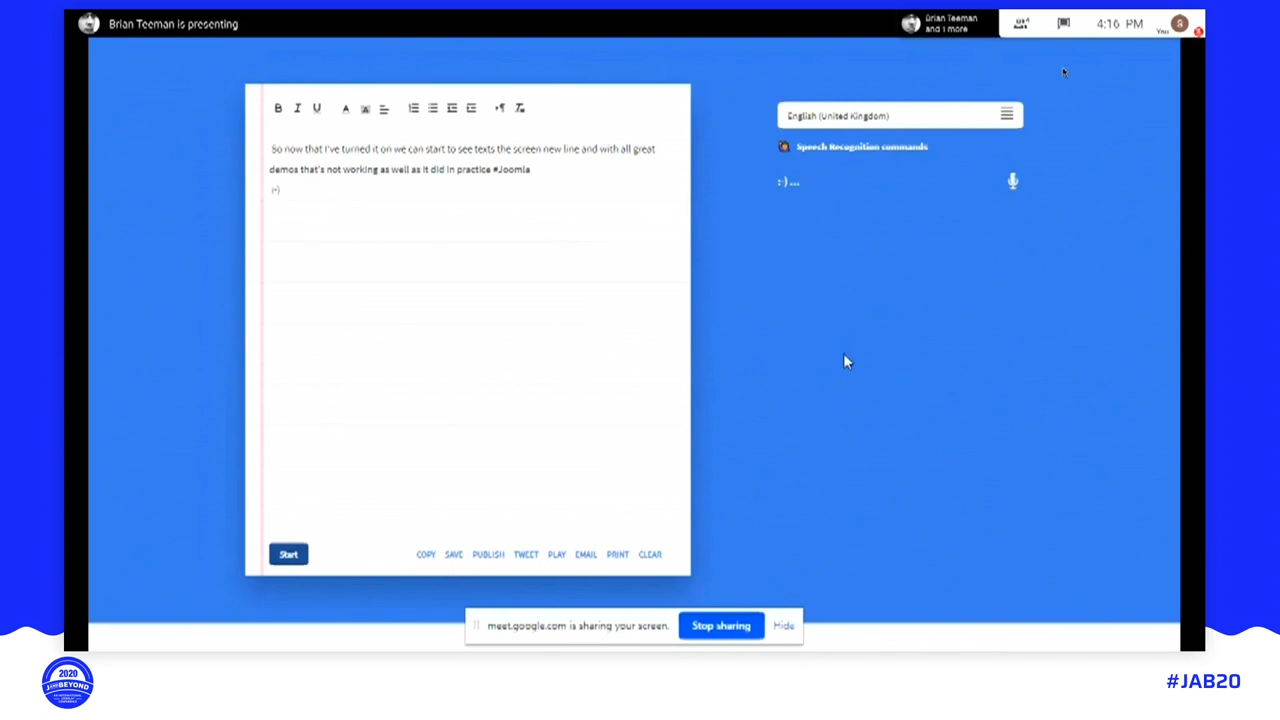 Brian Teeman is presenting
Brian Teeman
and 1 more
4:16 PM
You
S
B I U
So now that I've turned it on we can start to see texts the screen new line and with all great
demos that's not working as well as it did in practice #Joomla
English (United Kingdom)
Speech Recognition commands
:-) ...
Start
COPY SAVE PUBLISH TWEET PLAY EMAIL PRINT CLEAR
meet.google.com is sharing your screen.
Stop sharing
Hide
2020
BEYOND
#JAB20